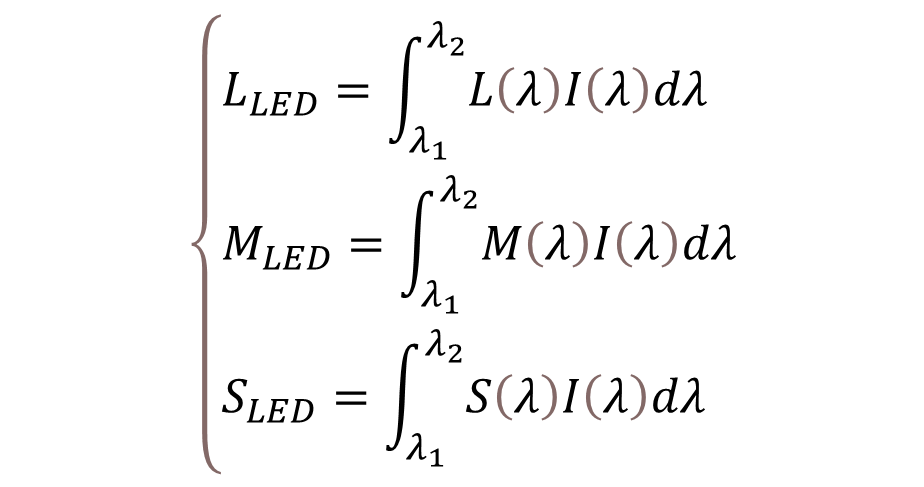 L_LED = ∫_λ₁^λ₂ L(λ)I(λ)dλ
M_LED = ∫_λ₁^λ₂ M(λ)I(λ)dλ
S_LED = ∫_λ₁^λ₂ S(λ)I(λ)dλ